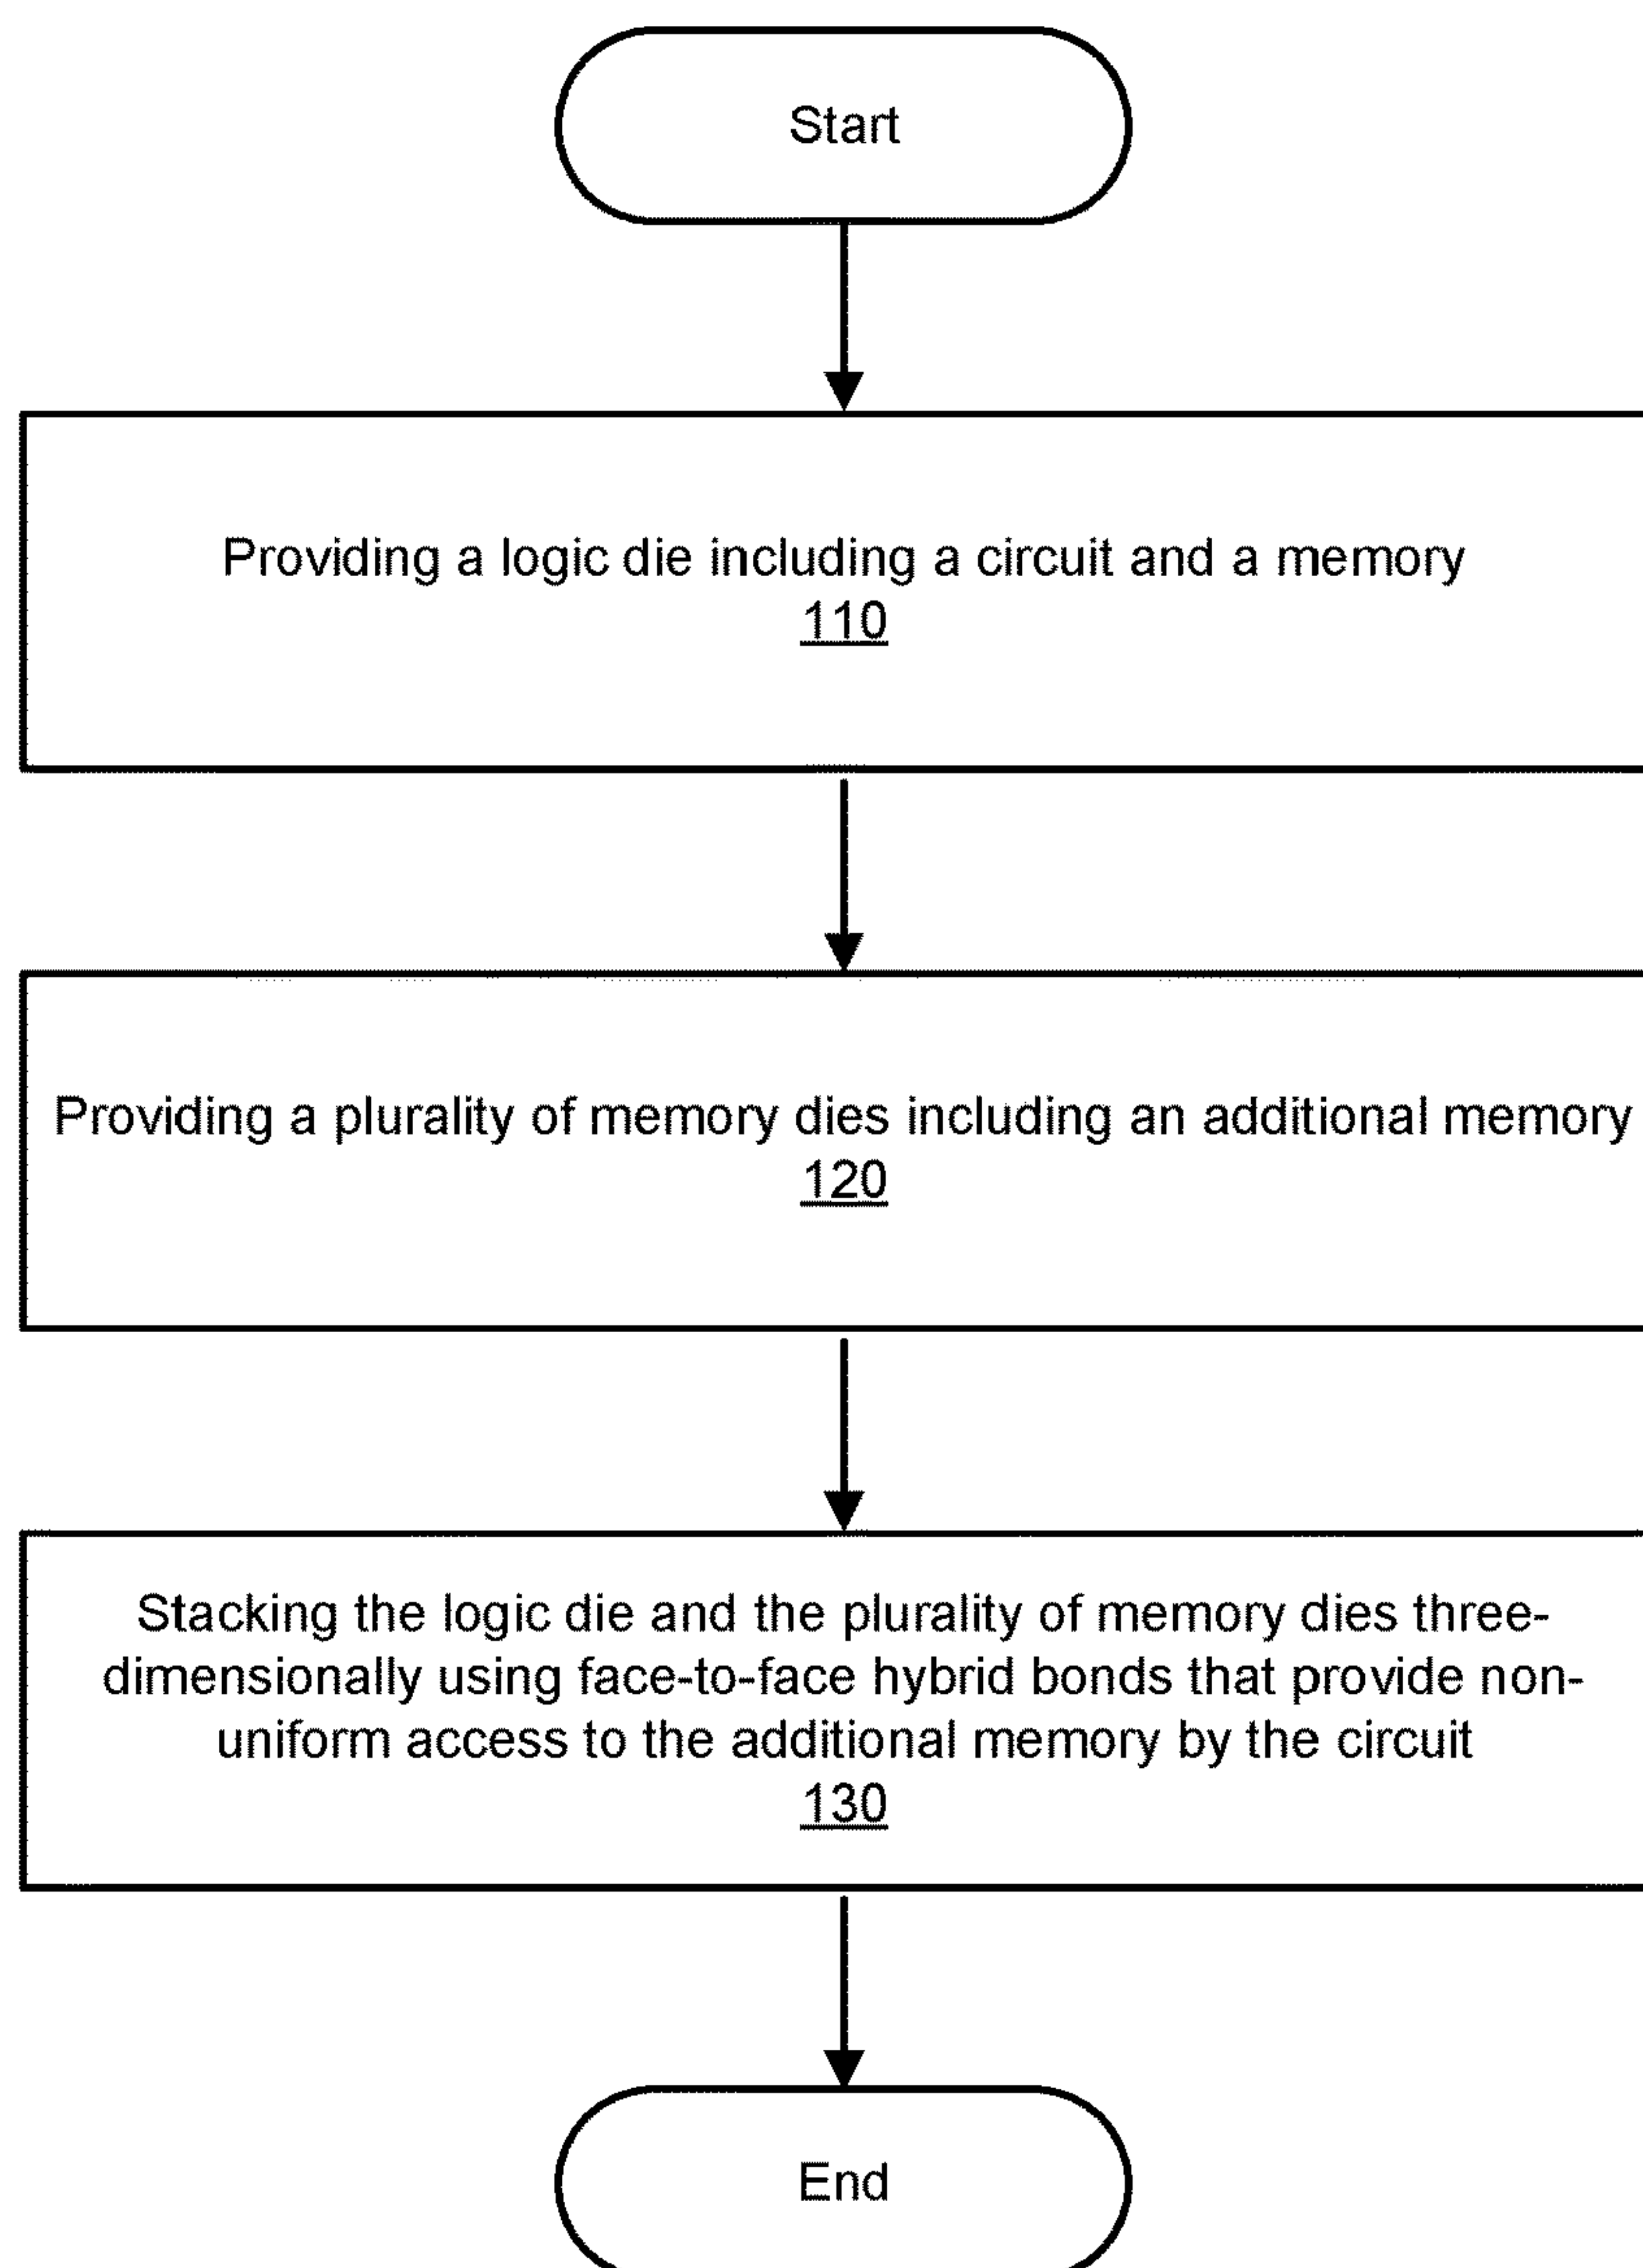 Start
Providing a logic die including a circuit and a memory
110
Providing a plurality of memory dies including an additional memory
120
Stacking the logic die and the plurality of memory dies three-
dimensionally using face-to-face hybrid bonds that provide non-
uniform access to the additional memory by the circuit
130
End